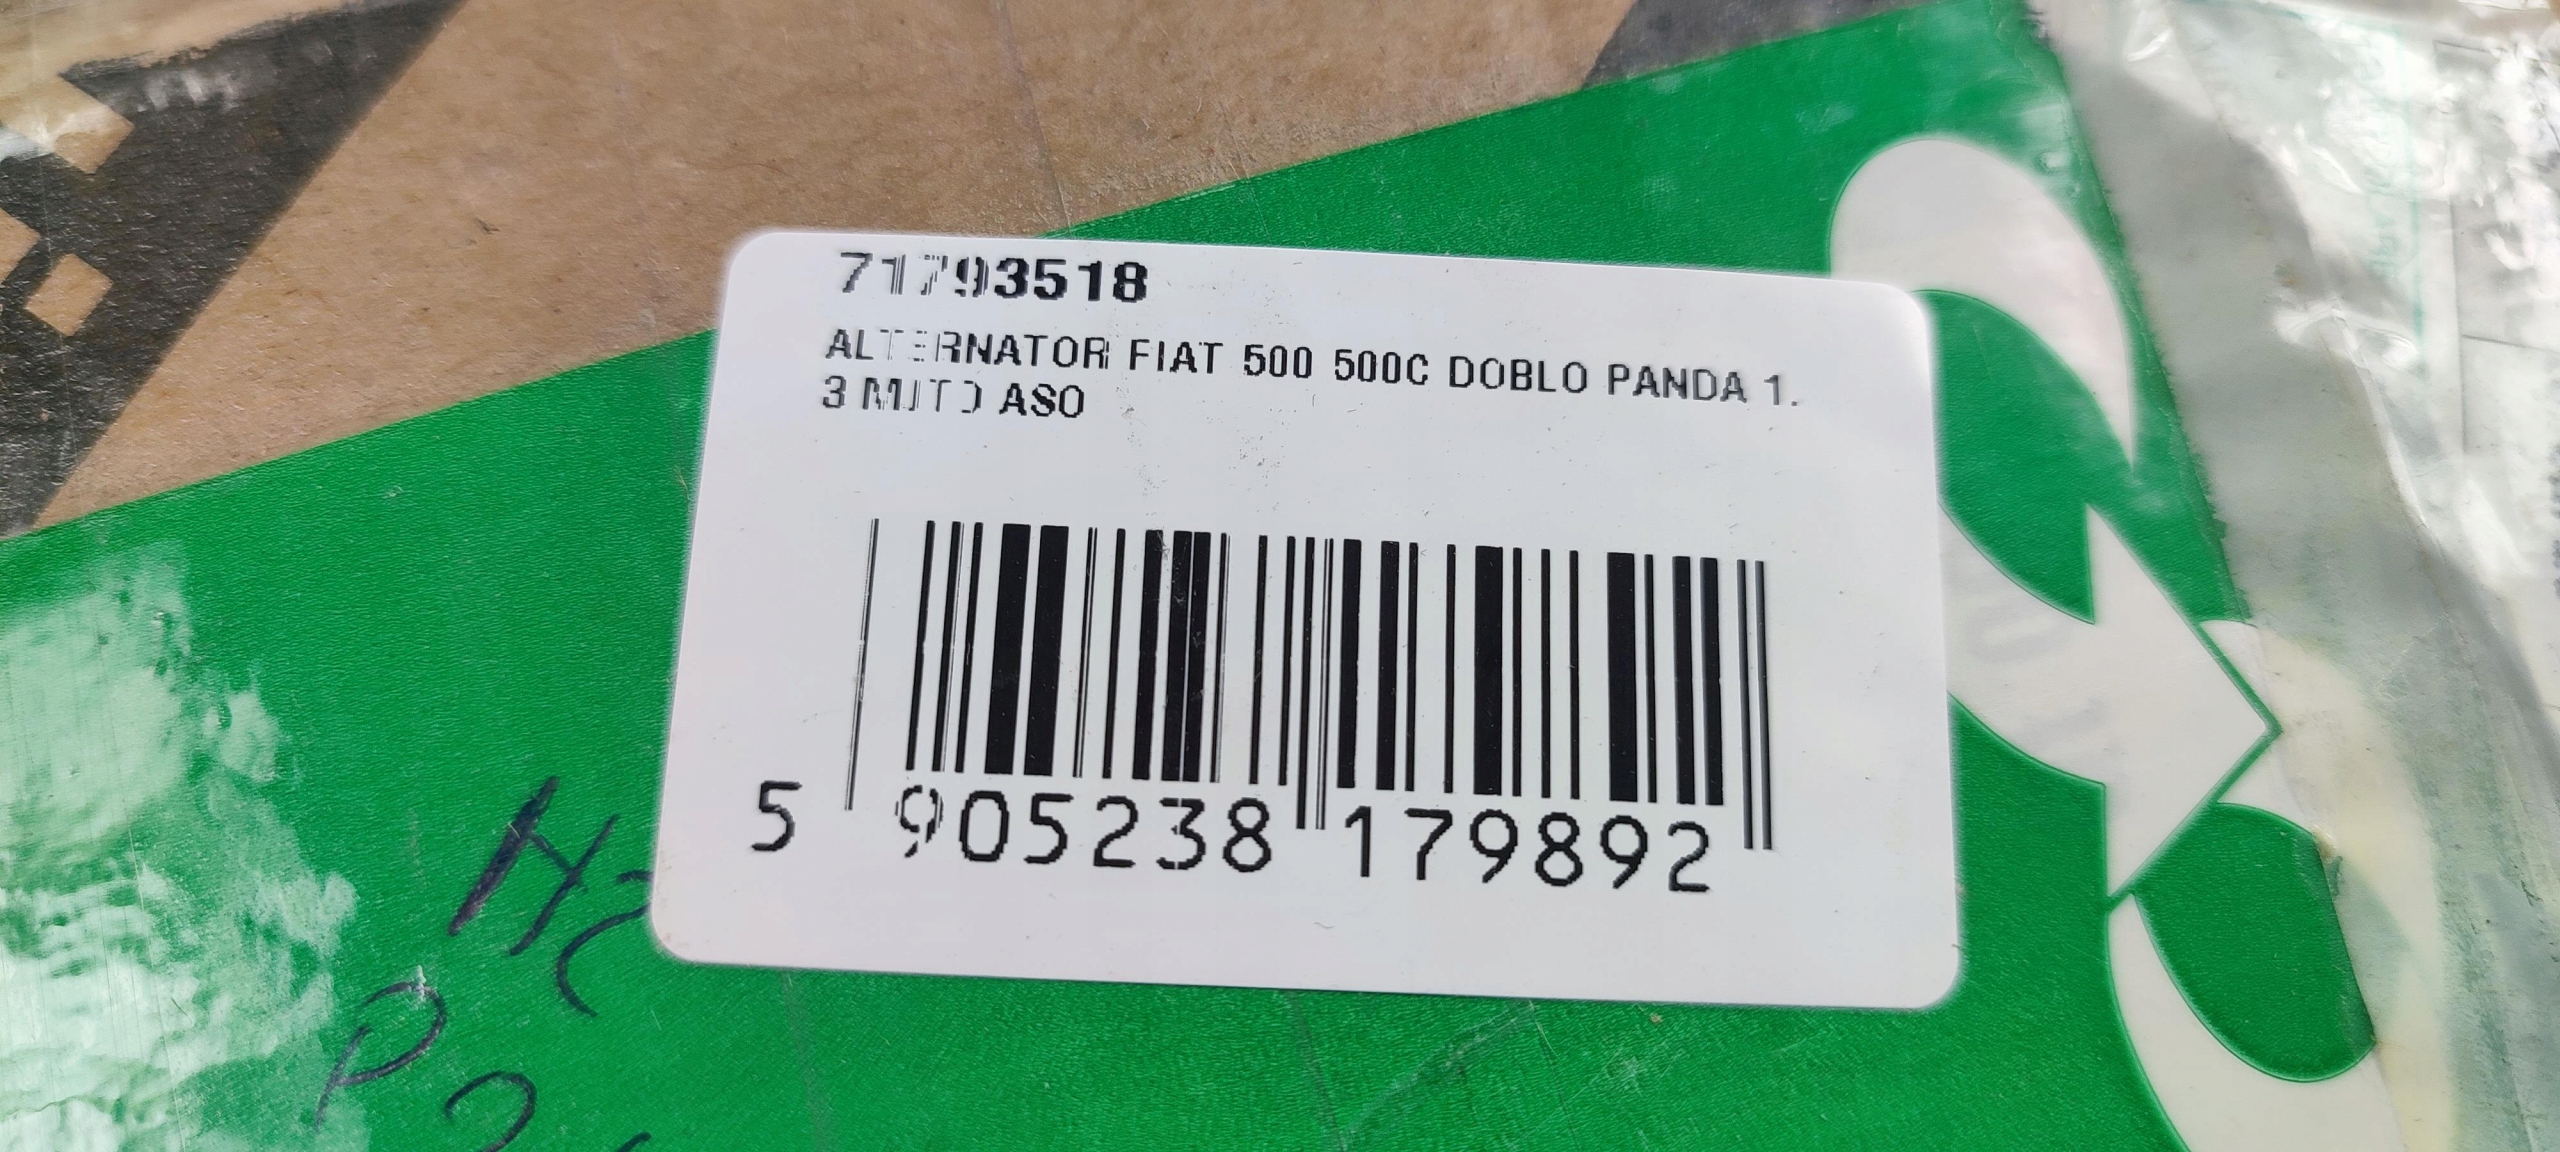 71793518
ALTERNATOR FIAT 500 500C DOBLO PANDA 1.
3 MJTD ASO
5 905238 179892